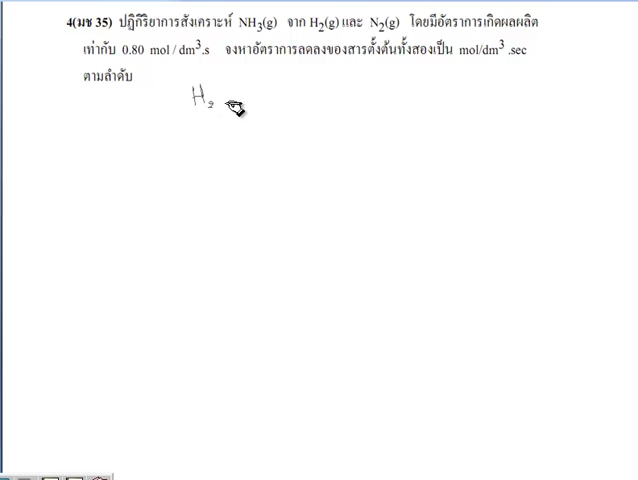 4(มช 35) ปฏิกิริยาการสังเคราะห์ NH3(g) จาก H2(g) และ N2(g) โดยมีอัตราการเกิดผลผลิต
เท่ากับ 0.80 mol / dm3.s จงหาอัตราการลดลงของสารตั้งต้นทั้งสองเป็น mol/dm3 .sec
ตามลำดับ
H2